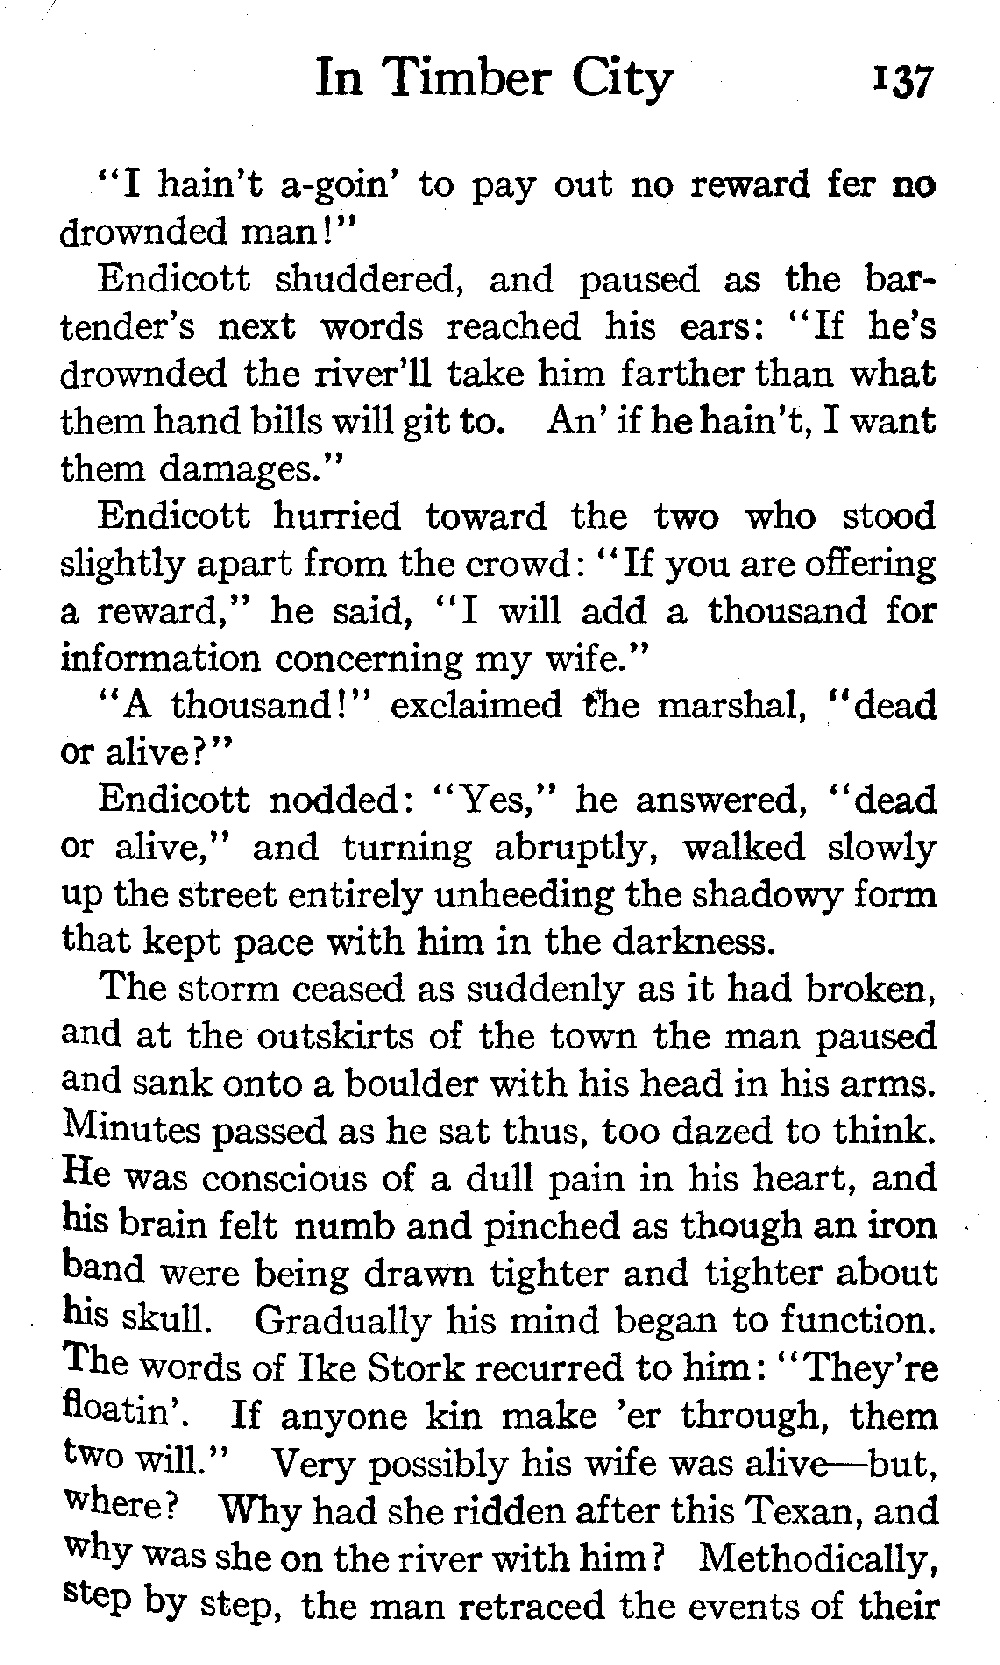 In Timber City 137
"I hain't a-goin' to pay out no reward fer no
drownded man!"
Endicott shuddered, and paused as the bar-
tender's next words reached his ears: "If he's
drownded the river'll take him farther than what
them hand bills will git to. An' if he hain't, I want
them damages."
Endicott hurried toward the two who stood
slightly apart from the crowd: "If you are offering
a reward," he said, "I will add a thousand for
information concerning my wife."
"A thousand!" exclaimed the marshal, "dead
or alive?"
Endicott nodded: "Yes," he answered, "dead
or alive," and turning abruptly, walked slowly
up the street entirely unheeding the shadowy form
that kept pace with him in the darkness.
The storm ceased as suddenly as it had broken,
and at the outskirts of the town the man paused
and sank onto a boulder with his head in his arms.
Minutes passed as he sat thus, too dazed to think.
He was conscious of a dull pain in his heart, and
his brain felt numb and pinched as though an iron
band were being drawn tighter and tighter about
his skull. Gradually his mind began to function.
The words of Ike Stork recurred to him: "They're
floatin'. If anyone kin make 'er through, them
two will." Very possibly his wife was alive—but,
where? Why had she ridden after this Texan, and
why was she on the river with him? Methodically,
step by step, the man retraced the events of their